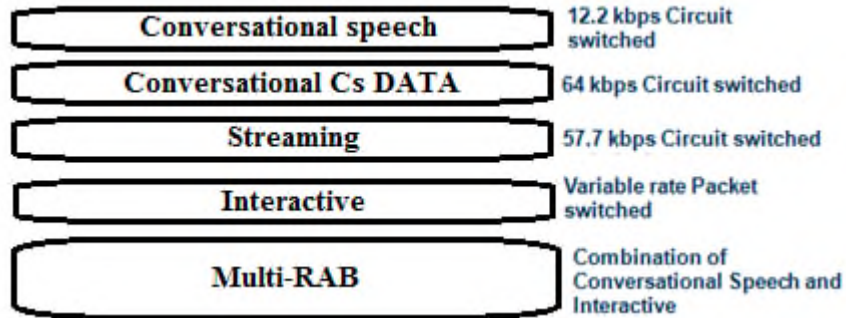 Conversational speech
12.2 kbps Circuit
switched
Conversational Cs DATA
64 kbps Circuit switched
Streaming
57.7 kbps Circuit switched
Interactive
Variable rate Packet
switched
Multi-RAB
Combination of
Conversational Speech and
Interactive